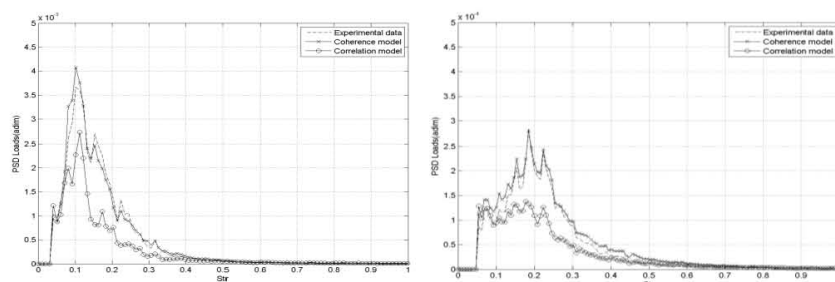 x 10
5
4.5
4
3.5
3
2.5
2
1.5
1
0.5
0
PSD Loads(adim)
Experimental data
Coherence model
Correlation model
0 0.1 0.2 0.3 0.4 0.5 0.6 0.7 0.8 0.9 1
Str
x 10
5
4.5
4
3.5
3
2.5
2
1.5
1
0.5
0
PSD Loads(adim)
Experimental data
Coherence model
Correlation model
0 0.1 0.2 0.3 0.4 0.5 0.6 0.7 0.8 0.9